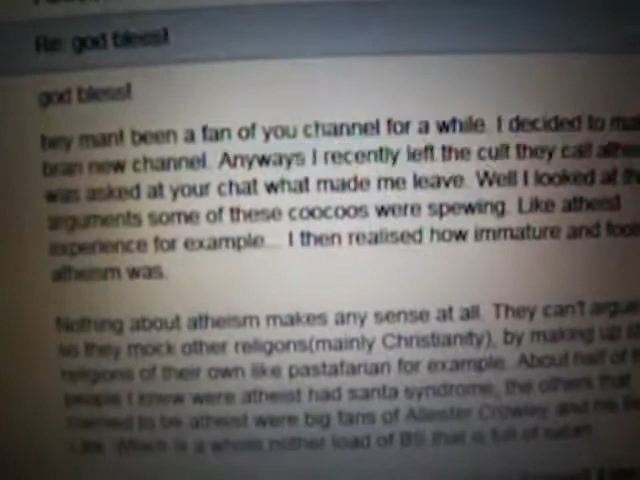 Re: god bless!
god bless!
hey man! been a fan of you channel for a while. I decided to
bran new channel. Anyways I recently left the cult they call
was asked at your chat what made me leave. Well I looked at
arguments some of these coocoos were spewing. Like atheist
experience for example... I then realised how immature and
atheism was.
Nothing about atheism makes any sense at all. They can't
so they mock other religons(mainly Christianity), by making up
religions of their own like pastafarian for example. About half of
people I knew were atheist had santa syndrome, the others that
claimed to be atheist were big fans of Aliester Crowley and his
Law. Which is a whole nuther load of BS that is full of satan.